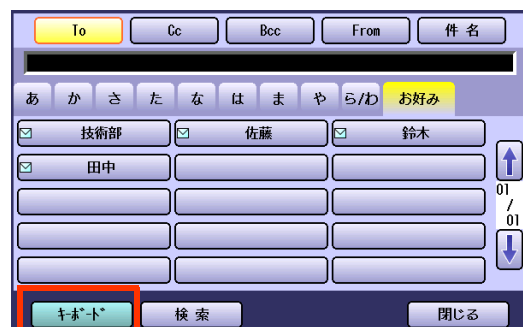 To Cc Bcc From 件 名
あ か さ た な は ま や ら/わ お好み
技術部 佐藤 鈴木
田中
01
/
01
ｷｰﾎﾞｰﾄﾞ 検 索 閉じる